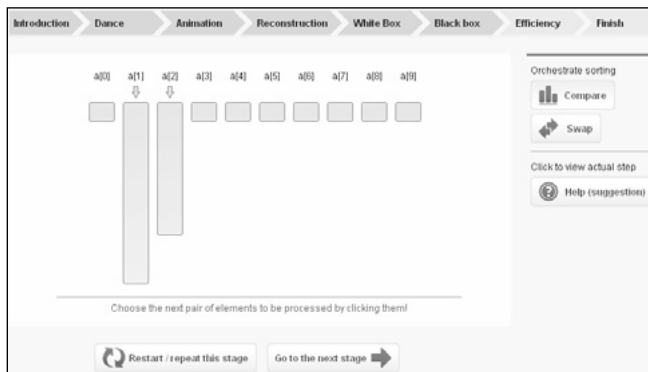 Introduction Dance Animation Reconstruction White Box Black box Efficiency Finish
a[0] a[1] a[2] a[3] a[4] a[5] a[6] a[7] a[8] a[9]
Orchestrate sorting
Compare
Swap
Click to view actual step
Help (suggestion)
Choose the next pair of elements to be processed by clicking them!
Restart / repeat this stage Go to the next stage